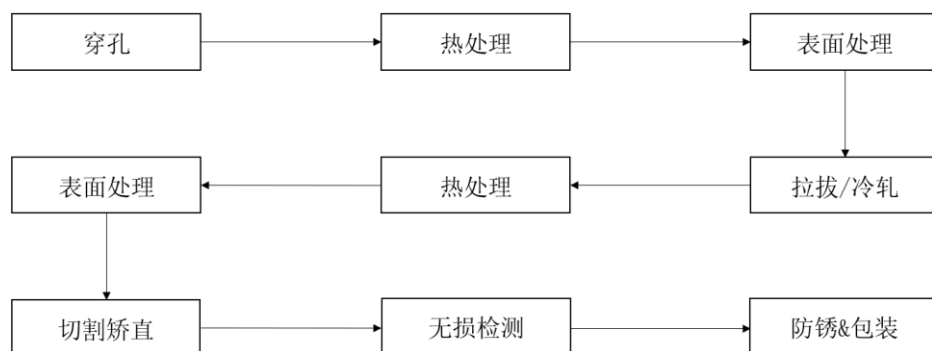 穿孔
热处理
表面处理
拉拔/冷轧
热处理
表面处理
切割矫直
无损检测
防锈&包装